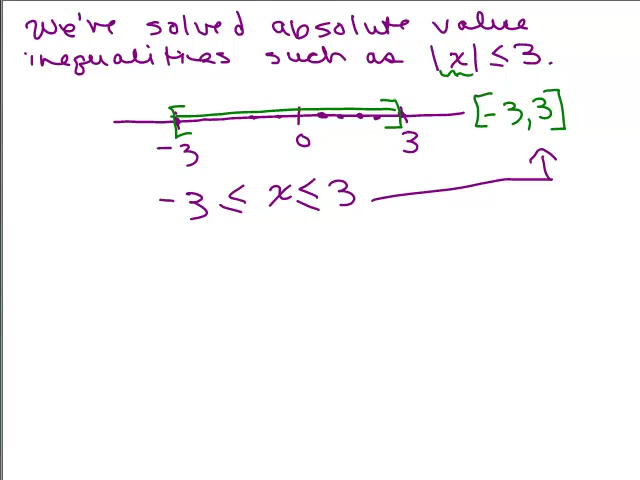 We've solved absolute value
inequalities such as |x| ≤ 3.
[-3, 3]
-3 0 3
-3 ≤ x ≤ 3